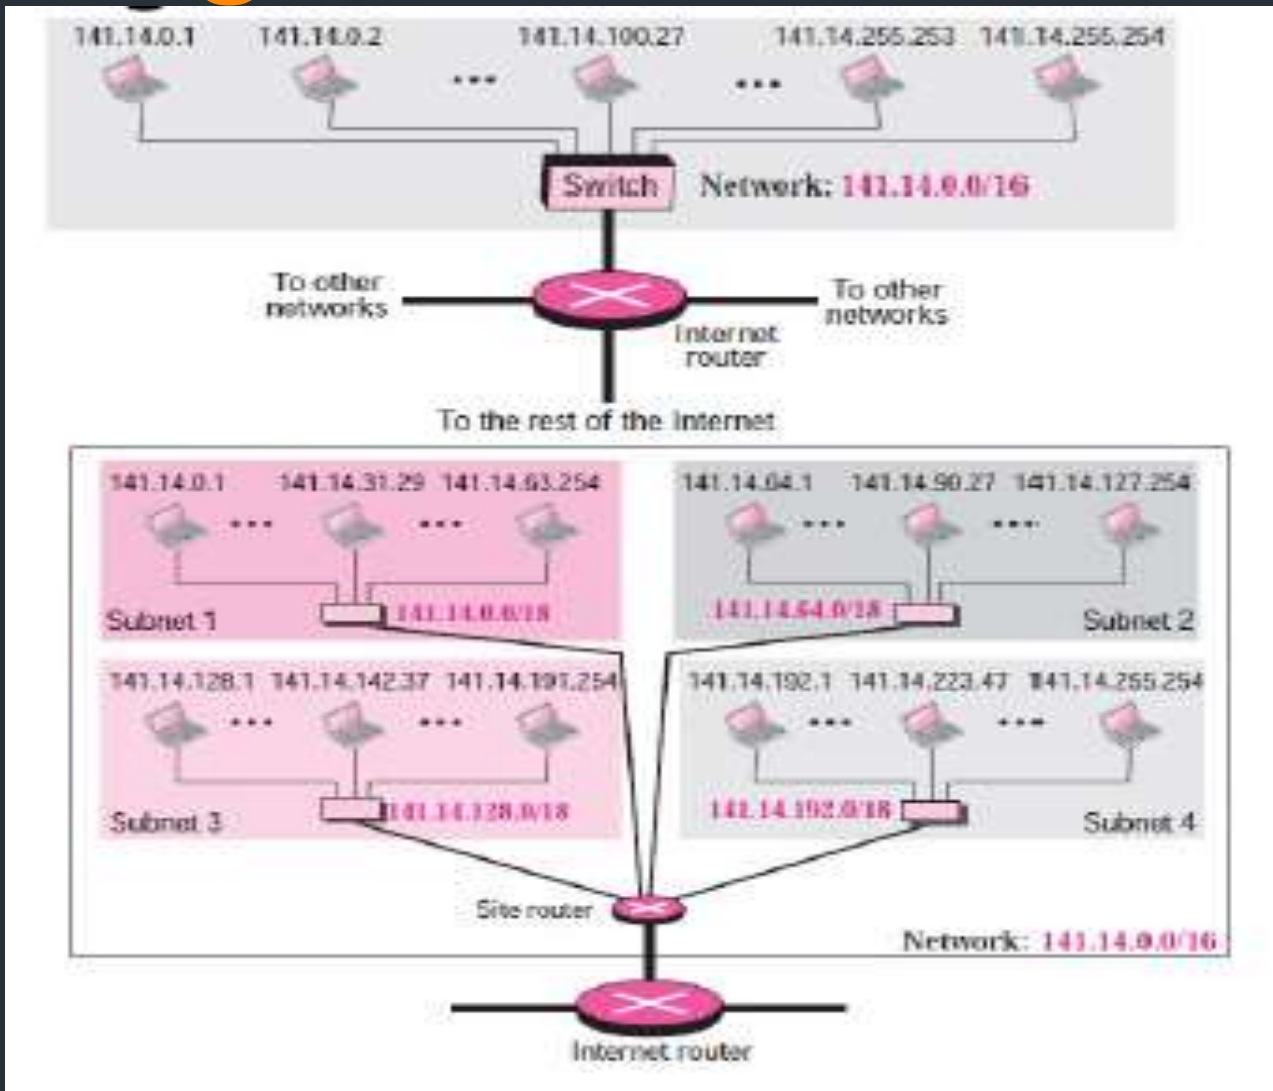 141.14.0.1 141.14.0.2 141.14.100.27 141.14.255.253 141.14.255.254
Switch Network: 141.14.0.0/16
To other
networks
To other
networks
Internet
router
To the rest of the Internet
141.14.0.1 141.14.31.29 141.14.63.254
141.14.0.0/18
Subnet 1
141.14.64.1 141.14.90.27 141.14.127.254
141.14.64.0/18
Subnet 2
141.14.128.1 141.14.142.37 141.14.191.254
141.14.128.0/18
Subnet 3
141.14.192.1 141.14.223.47 141.14.255.254
141.14.192.0/18
Subnet 4
Site router
Network: 141.14.0.0/16
Internet router